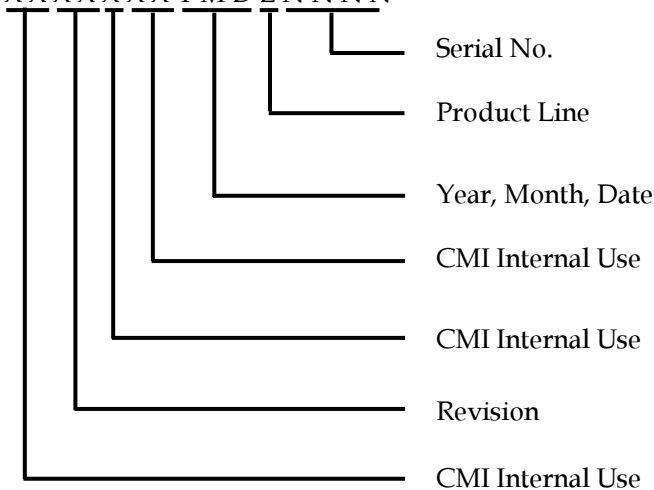 Serial No.
Product Line
Year, Month, Date
CMI Internal Use
CMI Internal Use
Revision
CMI Internal Use